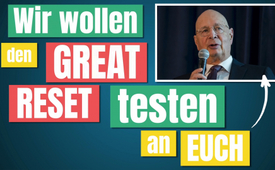 Wir wollen
den GREAT
RESET testen
an EUCH